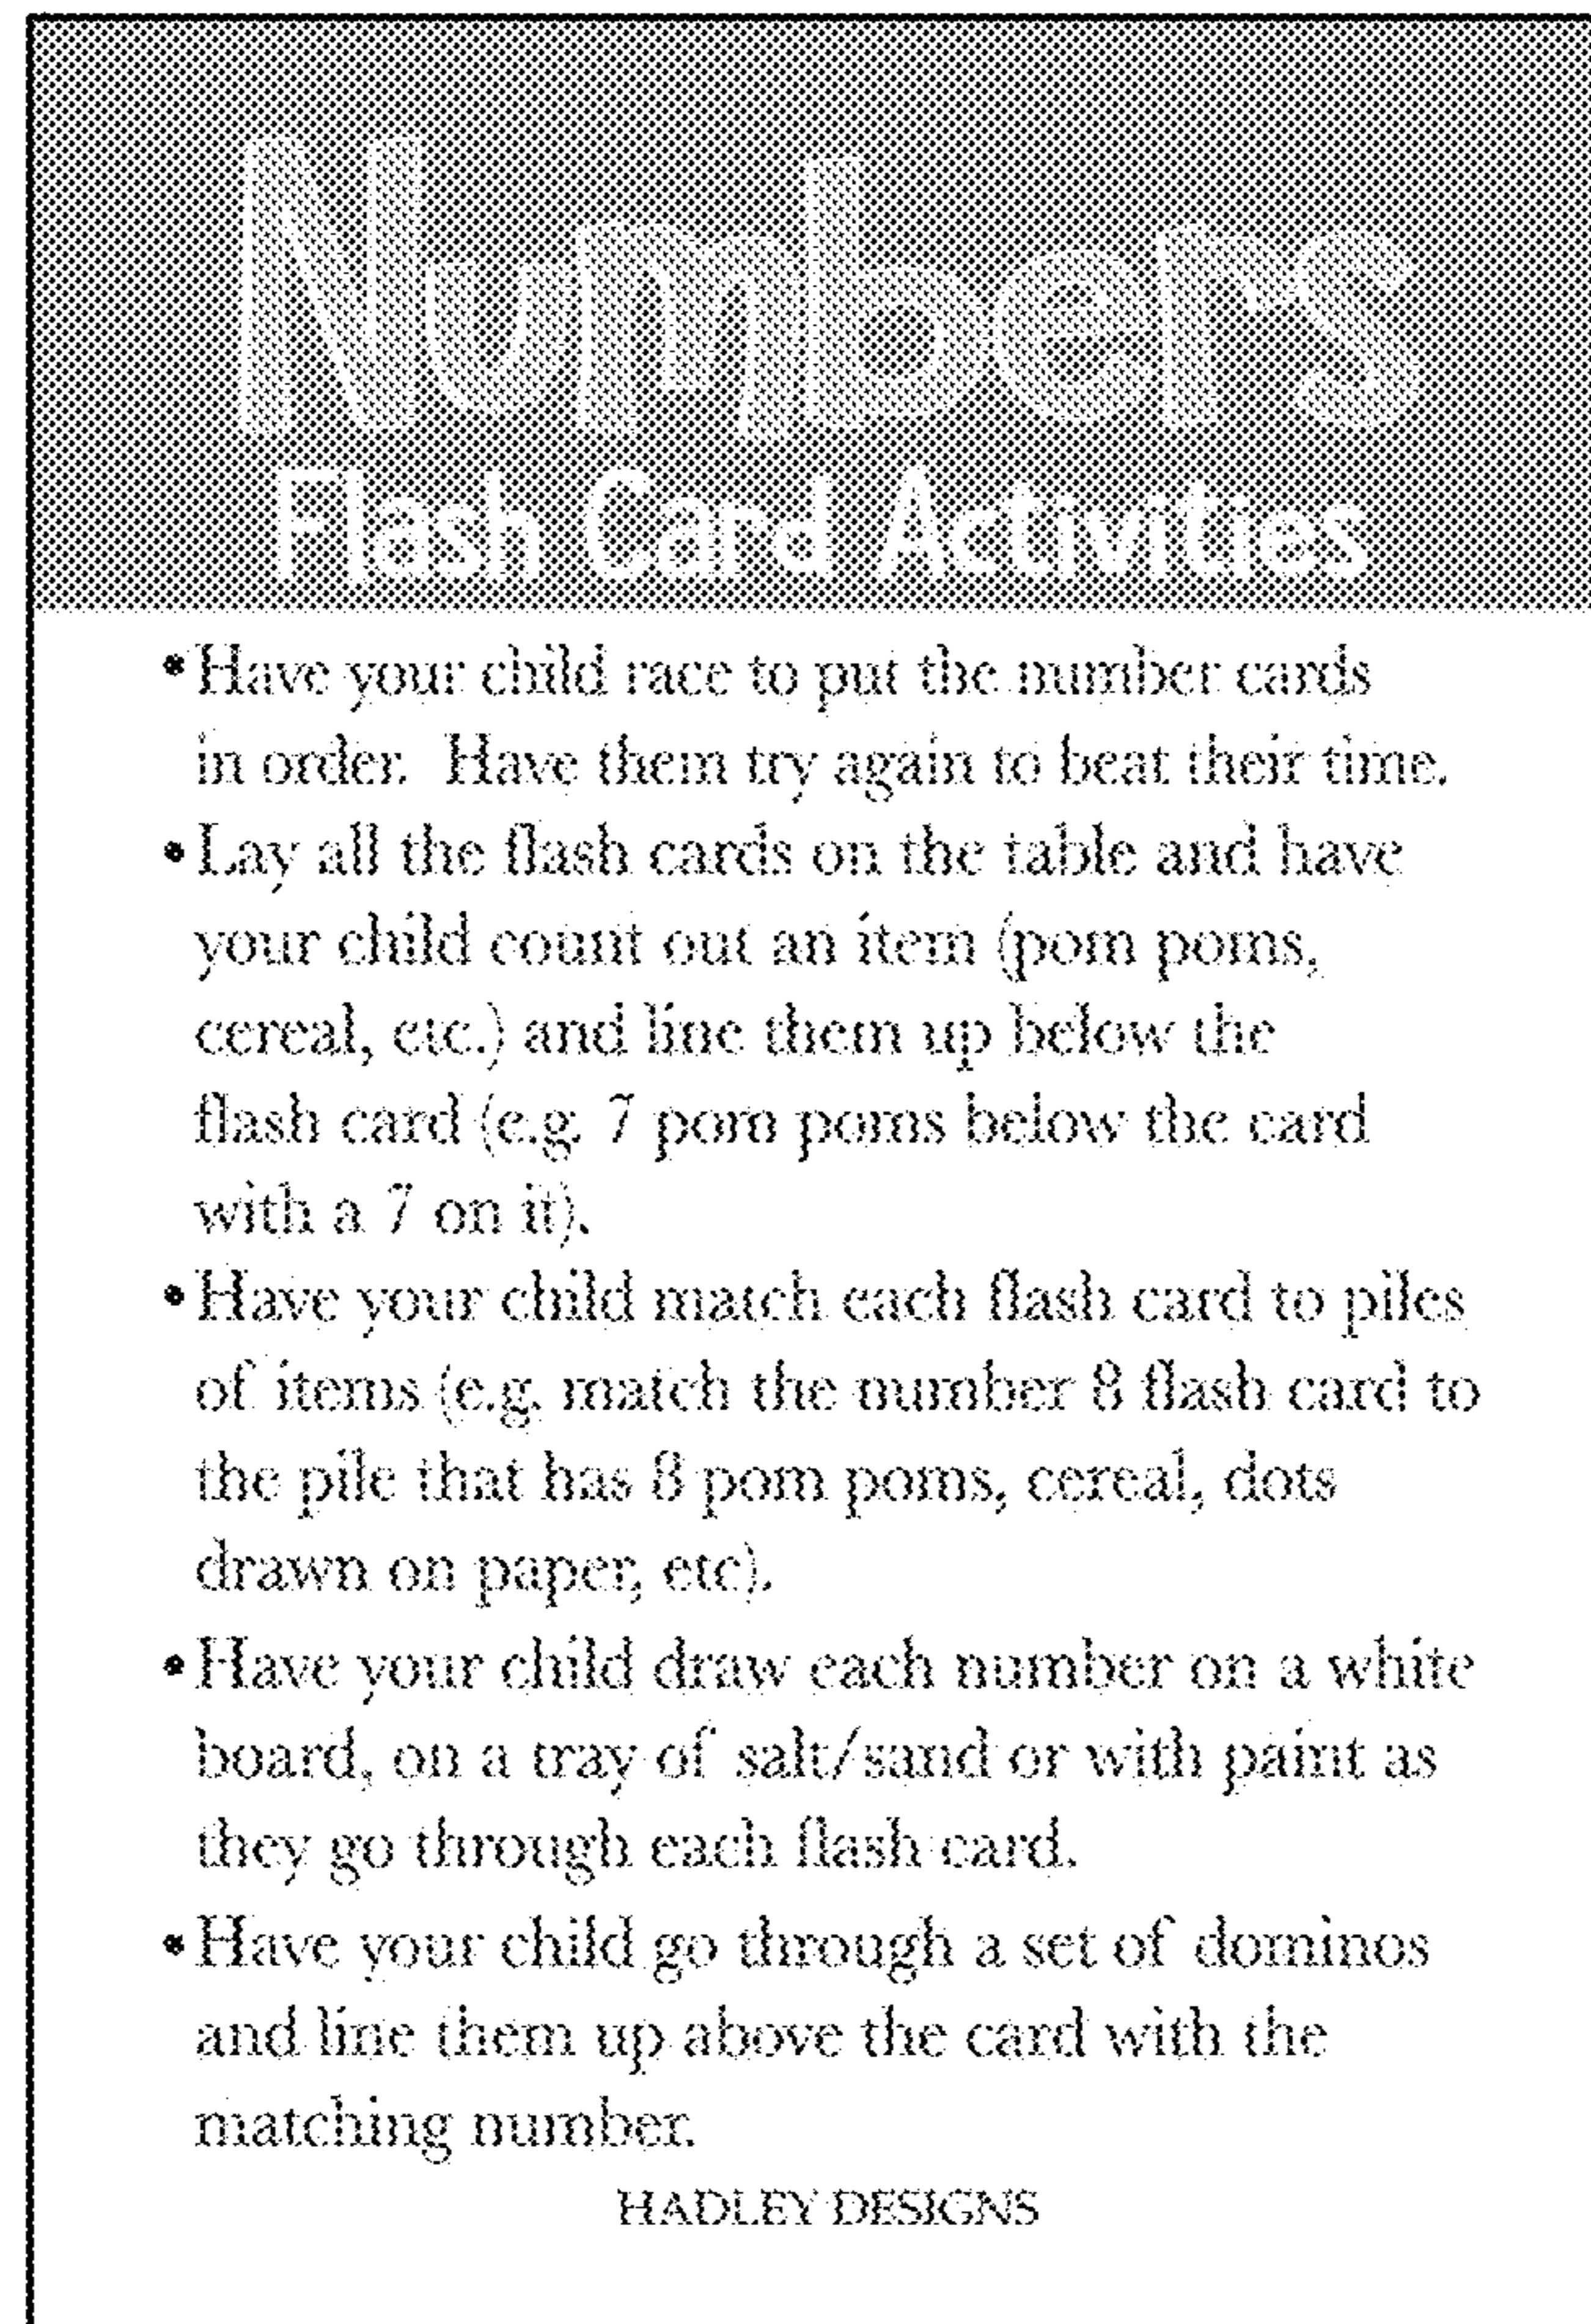 Numbers
Flash Card Activities
•Have your child race to put the number cards
in order. Have them try again to beat their time.
•Lay all the flash cards on the table and have
your child count out an item (pom poms,
cereal, etc.) and line them up below the
flash card (e.g. 7 pom poms below the card
with a 7 on it).
•Have your child match each flash card to piles
of items (e.g. match the number 8 flash card to
the pile that has 8 pom poms, cereal, dots
drawn on paper, etc).
•Have your child draw each number on a white
board, on a tray of salt/sand or with paint as
they go through each flash card.
•Have your child go through a set of dominos
and line them up above the card with the
matching number.
HADLEY DESIGNS